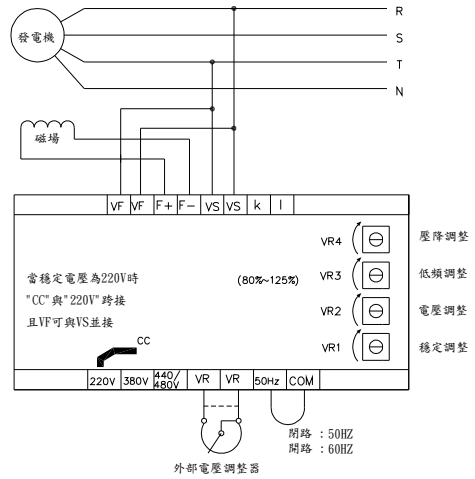 R
發電機
S
T
N
磁場
VF VF F+ F- VS VS k l
VR4 壓降調整
當穩定電壓為220V時
(80%~125%)
VR3 低頻調整
"CC"與"220V"跨接
VR2 電壓調整
且VF可與VS並接
CC
VR1 穩定調整
220V 380V 440/480V VR VR 50Hz COM
閉路 : 50HZ
開路 : 60HZ
外部電壓調整器